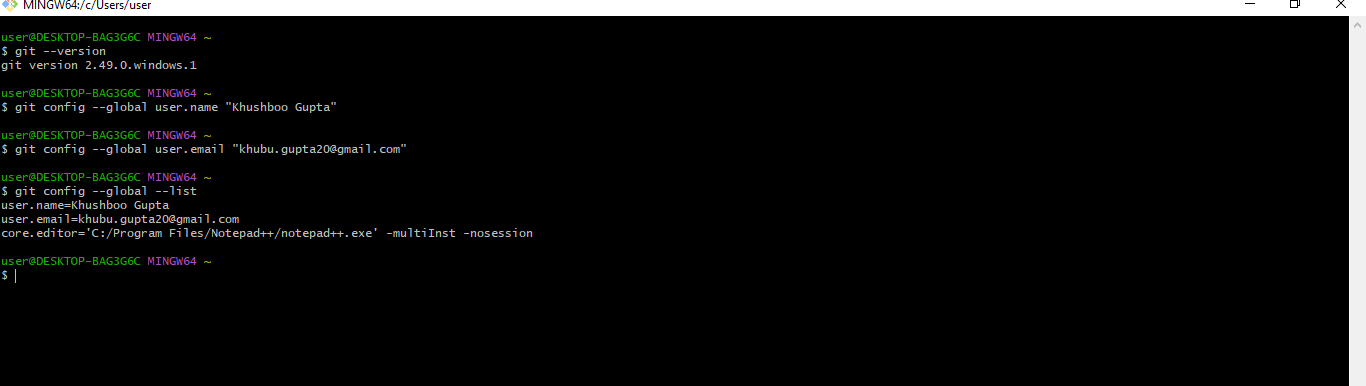 MINGW64:/c/Users/user
user@DESKTOP-BAG3G6C MINGW64 ~
$ git --version
git version 2.49.0.windows.1
user@DESKTOP-BAG3G6C MINGW64 ~
$ git config --global user.name "Khushboo Gupta"
user@DESKTOP-BAG3G6C MINGW64 ~
$ git config --global user.email "khubu.gupta20@gmail.com"
user@DESKTOP-BAG3G6C MINGW64 ~
$ git config --global --list
user.name=Khushboo Gupta
user.email=khubu.gupta20@gmail.com
core.editor='C:/Program Files/Notepad++/notepad++.exe' -multiInst -nosession
user@DESKTOP-BAG3G6C MINGW64 ~
$